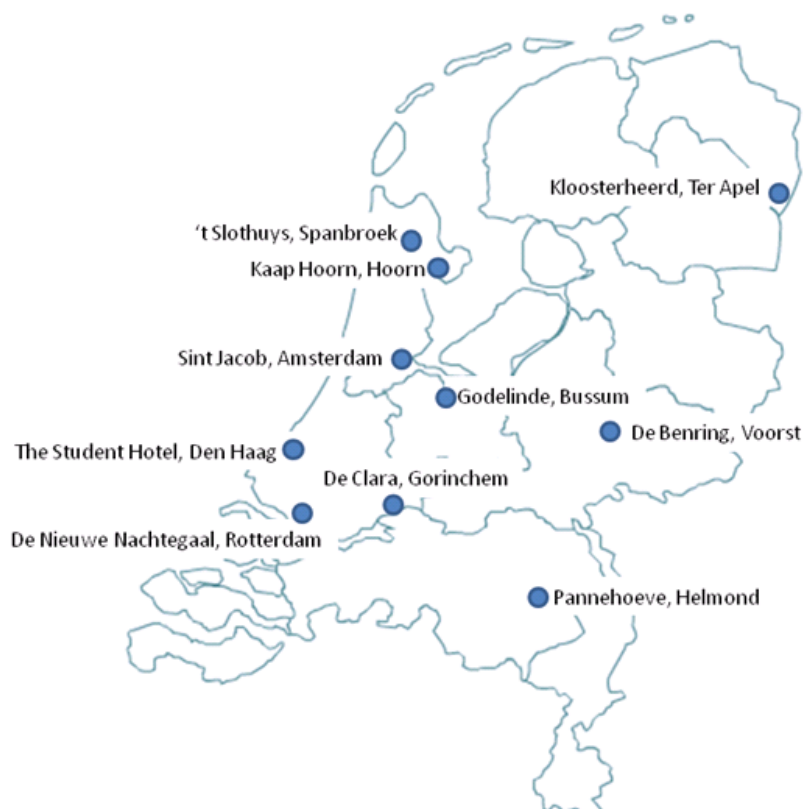 Kloosterheerd, Ter Apel
‘t Slothuys, Spanbroek
Kaap Hoorn, Hoorn
Sint Jacob, Amsterdam
Godelinde, Bussum
De Benring, Voorst
The Student Hotel, Den Haag
De Clara, Gorinchem
De Nieuwe Nachtegaal, Rotterdam
Pannehoeve, Helmond